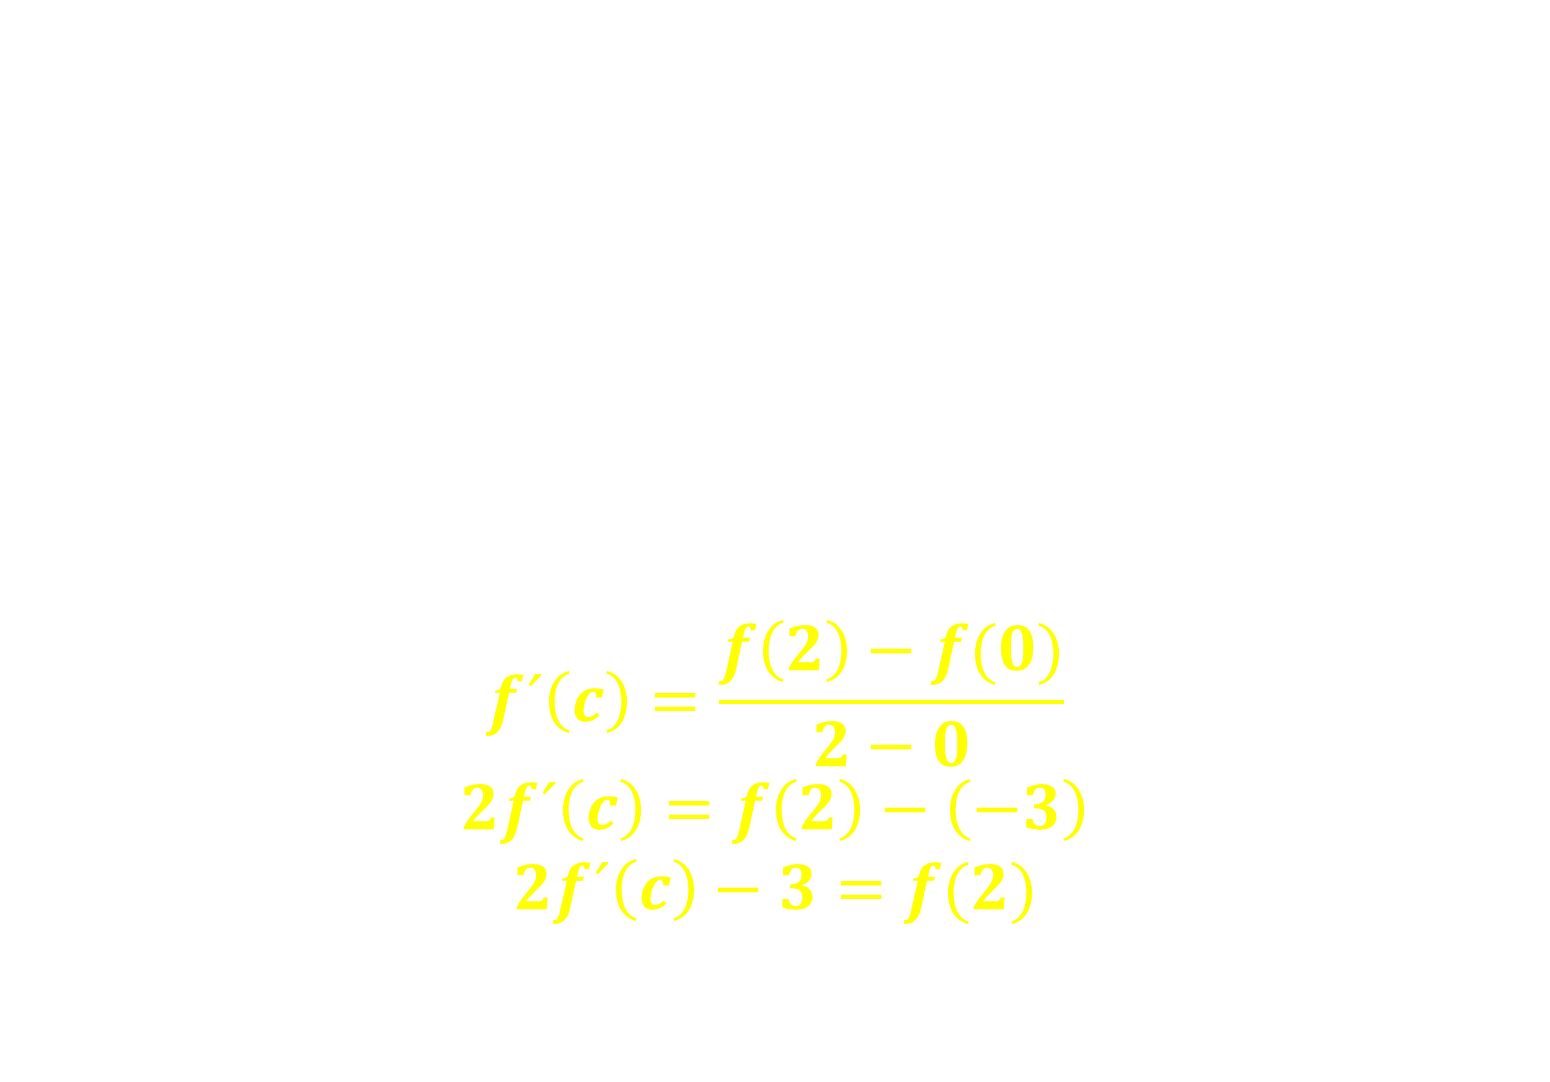 f´(c) = f(2) − f(0) / 2 − 0
2f´(c) = f(2) − (−3)
2f´(c) − 3 = f(2)